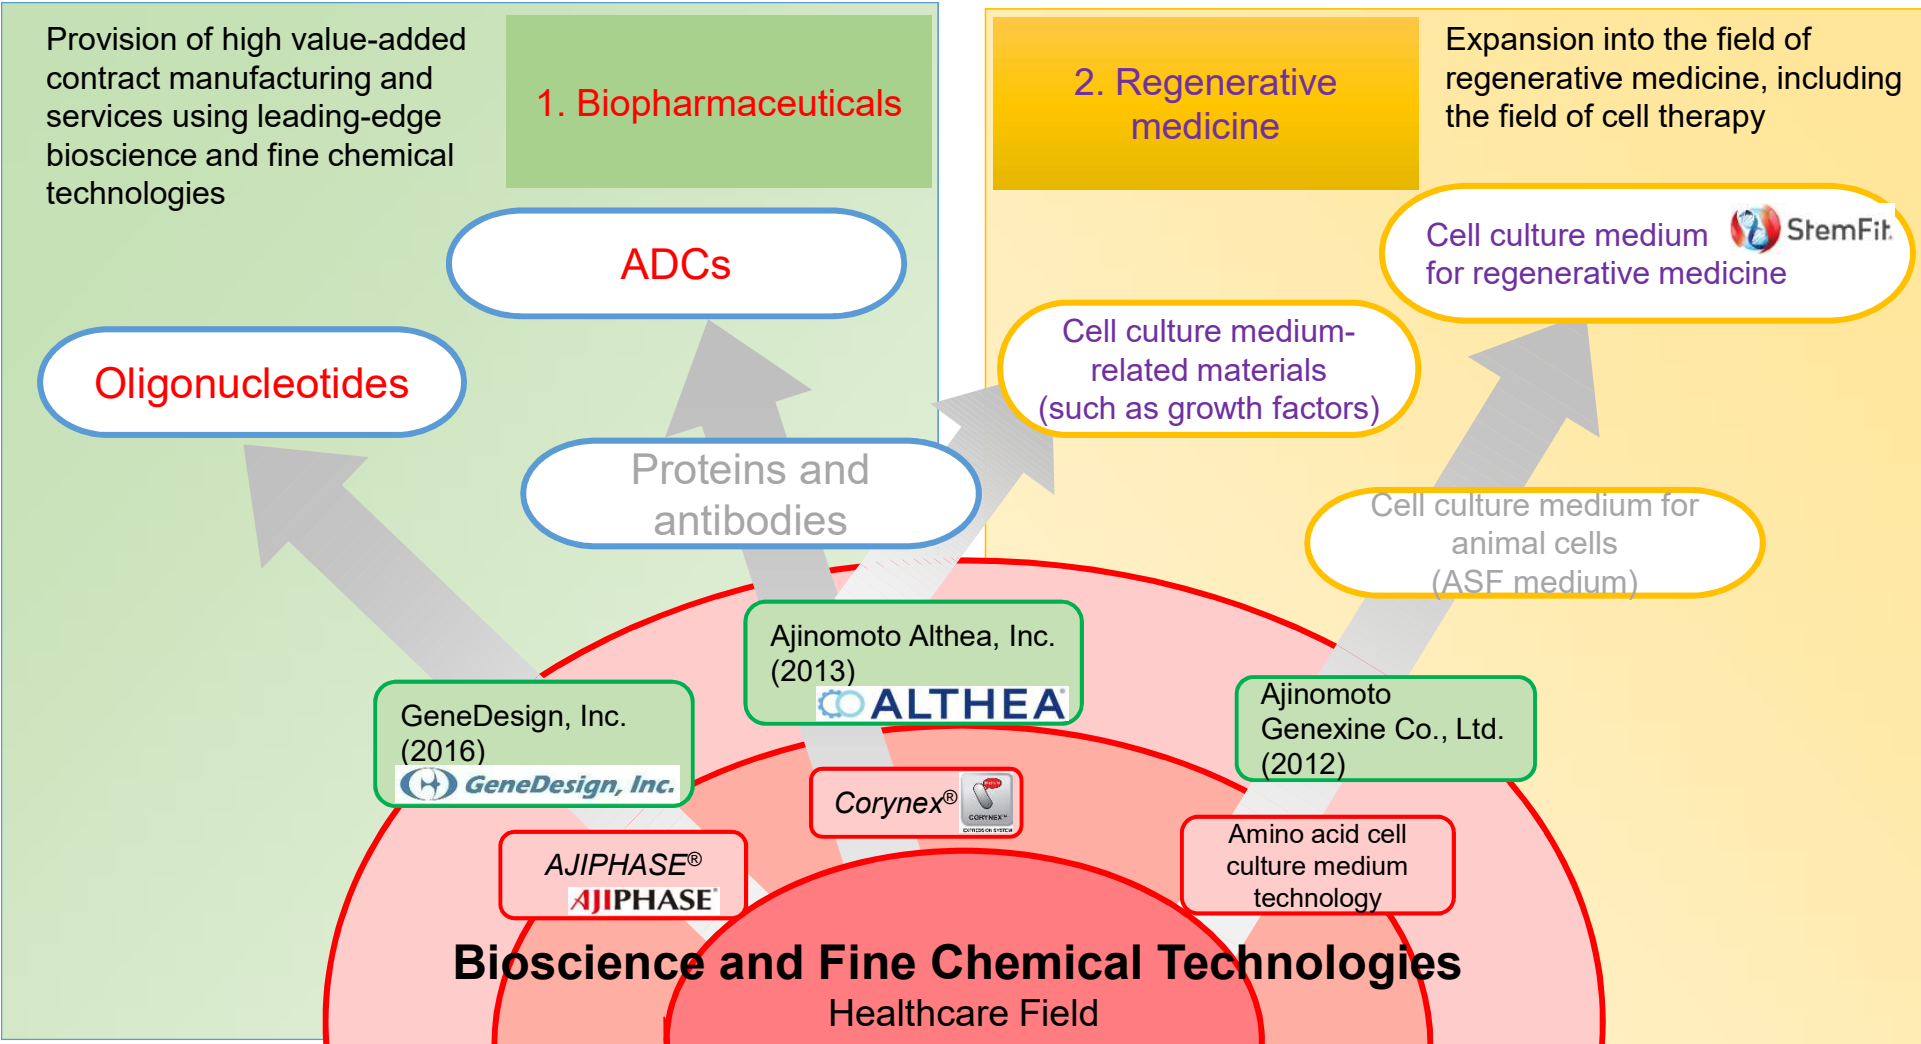 Provision of high value-added
contract manufacturing and
services using leading-edge
bioscience and fine chemical
technologies
1. Biopharmaceuticals
2. Regenerative
medicine
Expansion into the field of
regenerative medicine, including
the field of cell therapy
ADCs
Cell culture medium
for regenerative medicine
StemFit.
Oligonucleotides
Cell culture medium-
related materials
(such as growth factors)
Proteins and
antibodies
Cell culture medium for
animal cells
(ASF medium)
Ajinomoto Althea, Inc.
(2013)
ALTHEA®
GeneDesign, Inc.
(2016)
GeneDesign, Inc.
Ajinomoto
Genexine Co., Ltd.
(2012)
Corynex®
CORYNEX™
EXPRESSION SYSTEM
AJIPHASE®
AJIPHASE®
Amino acid cell
culture medium
technology
Bioscience and Fine Chemical Technologies
Healthcare Field